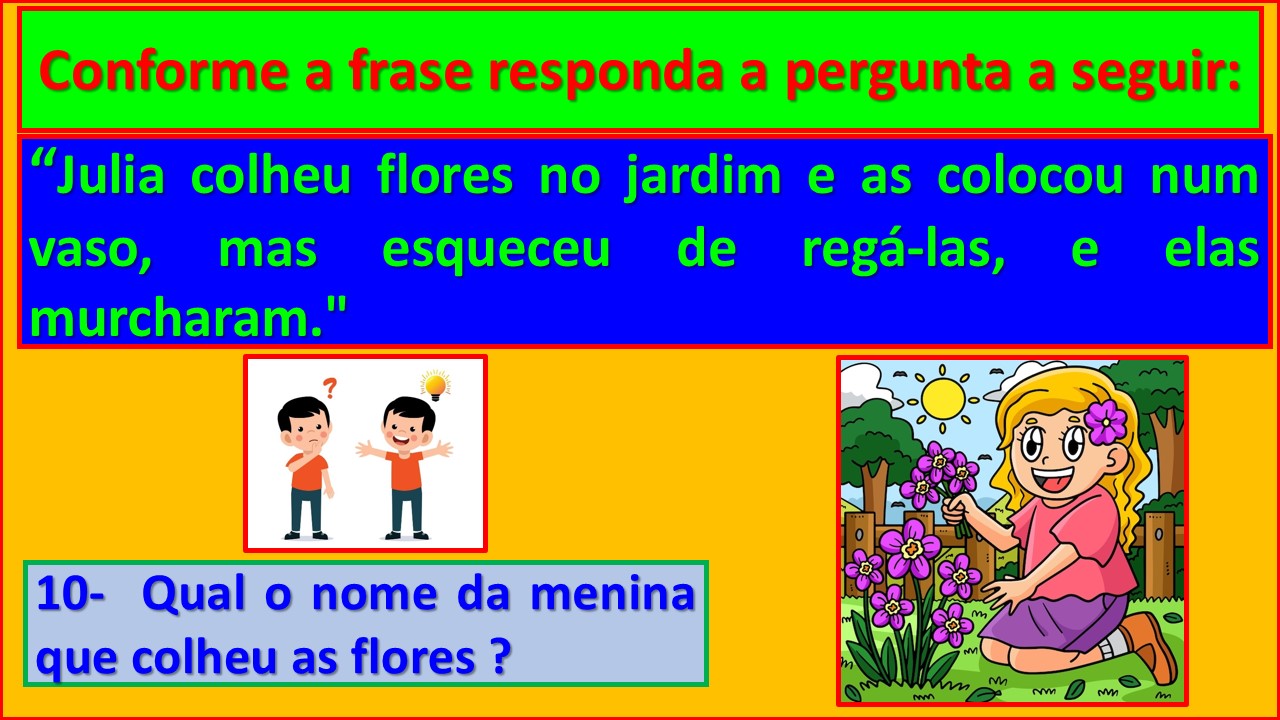 Conforme a frase responda a pergunta a seguir:
“Julia colheu flores no jardim e as colocou num
vaso, mas esqueceu de regá-las, e elas
murcharam."
?
10- Qual o nome da menina
que colheu as flores ?